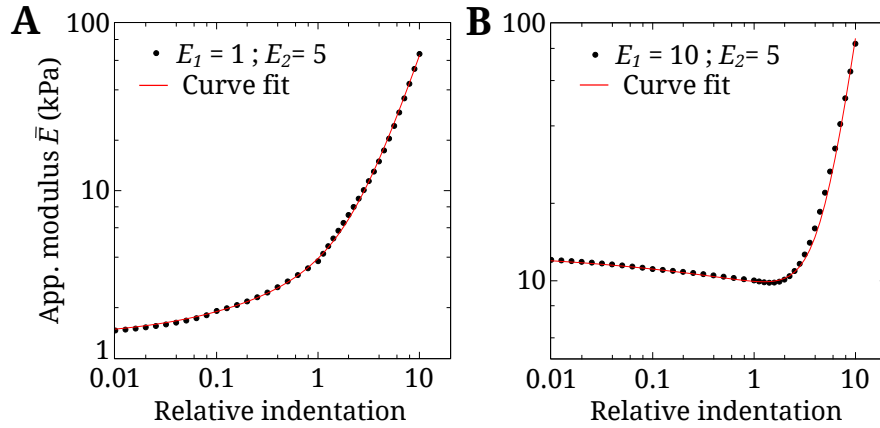 A
100
10
1
App. modulus Ē (kPa)
E₁ = 1 ; E₂= 5
Curve fit
0.01
0.1
1
10
Relative indentation
B
100
10
E₁ = 10 ; E₂= 5
Curve fit
0.01
0.1
1
10
Relative indentation